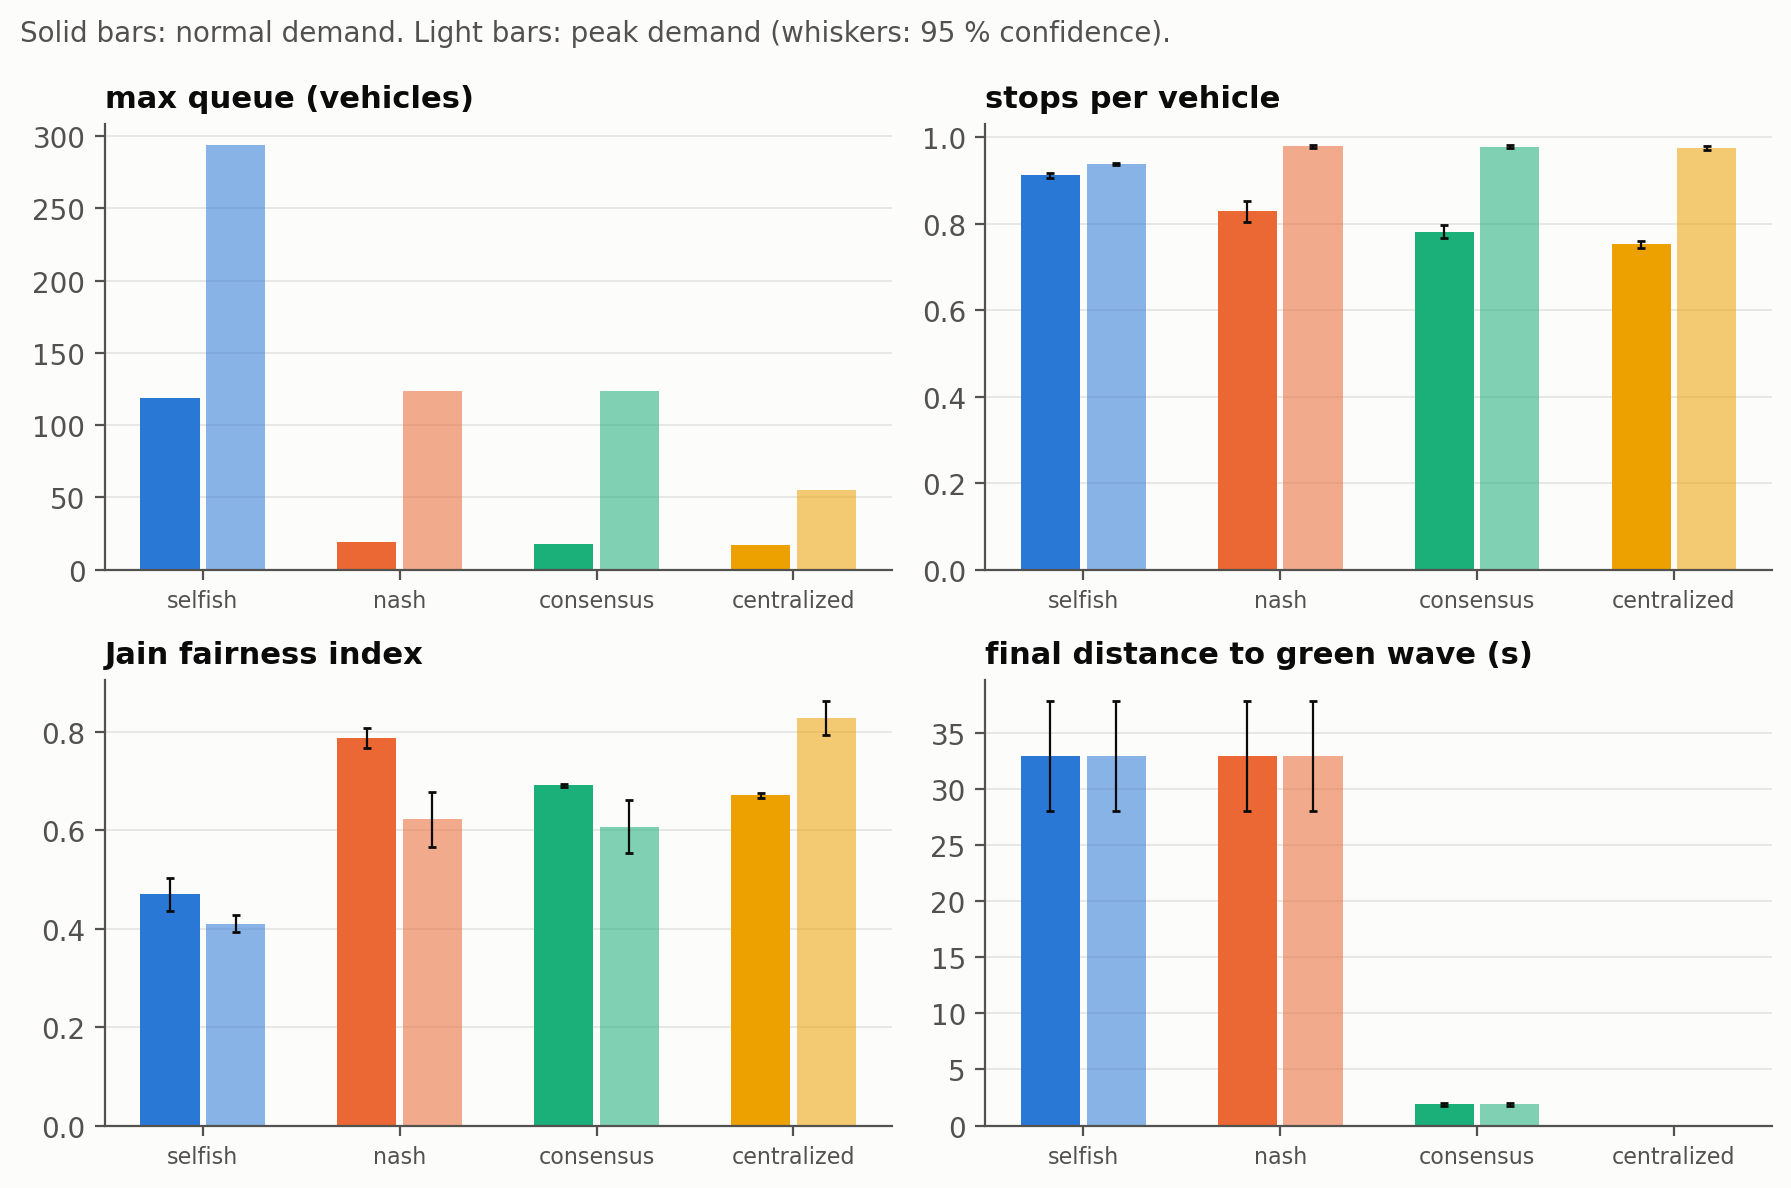 Solid bars: normal demand. Light bars: peak demand (whiskers: 95 % confidence).
max queue (vehicles)
300
250
200
150
100
50
0
selfish nash consensus centralized
stops per vehicle
1.0
0.8
0.6
0.4
0.2
0.0
selfish nash consensus centralized
Jain fairness index
0.8
0.6
0.4
0.2
0.0
selfish nash consensus centralized
final distance to green wave (s)
35
30
25
20
15
10
5
0
selfish nash consensus centralized